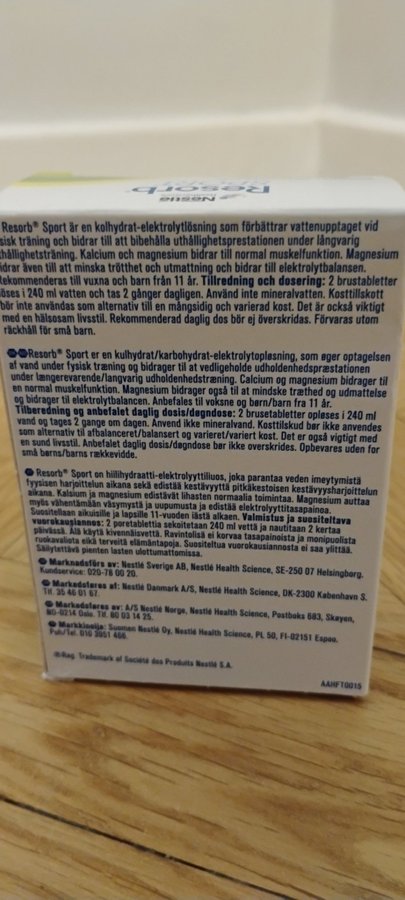 Nestlé
Resorb®
Resorb® Sport är en kolhydrat-elektrolytlösning som förbättrar vattenupptaget vid
sisk träning och bidrar till att bibehålla uthållighetsprestationen under långvarig
hållighetsträning. Kalcium och magnesium bidrar till normal muskelfunktion. Magnesium
idrar även till att minska trötthet och utmattning och bidrar till elektrolytbalansen.
ekommenderas till vuxna och barn från 11 år. Tillredning och dosering: 2 brustabletter
öses i 240 ml vatten och tas 2 gånger dagligen. Använd inte mineralvatten. Kosttillskott
bör inte användas som alternativ till en mångsidig och varierad kost. Det är också viktigt
med en hälsosam livsstil. Rekommenderad daglig dos bör ej överskridas. Förvaras utom
räckhåll för små barn.
Resorb® Sport er en kulhydrat/karbohydrat-elektrolytopløsning, som øger optagelsen
af vand under fysisk træning og bidrager til at vedligeholde udholdenhedspræstationen
under længerevarende/langvarig udholdenhedstræning. Calcium og magnesium bidrager til
en normal muskelfunktion. Magnesium bidrager også til at mindske træthed og udmattelse
og bidrager til elektrolytbalancen. Anbefales til voksne og børn/barn fra 11 år.
Tilberedning og anbefalet daglig dosis/døgndose: 2 brusetabletter opløses i 240 ml
vand og tages 2 gange om dagen. Anvend ikke mineralvand. Kosttilskud bør ikke anvendes
som alternativ til afbalanceret/balansert og varieret/variert kost. Det er også vigtigt med
en sund livsstil. Anbefalet daglig dosis/døgndose bør ikke overskrides. Opbevares uden for
små børns/barns rækkevidde.
Resorb® Sport on hiilihydraatti-elektrolyyttiliuos, joka parantaa veden imeytymistä
fyysisen harjoittelun aikana sekä edistää kestävyyttä pitkäkestoisen kestävyysharjoittelun
aikana. Kalsium ja magnesium edistävät lihasten normaalia toimintaa. Magnesium auttaa
myös vähentämään väsymystä ja uupumusta ja edistää elektrolyyttitasapainoa.
Suositellaan aikuisille ja lapsille 11-vuoden iästä alkaen. Valmistus ja suositeltava
vuorokausiannos: 2 poretablettia sekoitetaan 240 ml vettä ja nautitaan 2 kertaa
päivässä. Älä käytä kivennäisvettä. Ravintolisä ei korvaa tasapainoista ja monipuolista
ruokavaliota eikä terveitä elämäntapoja. Suositeltua vuorokausiannosta ei saa ylittää.
Säilytettävä pienten lasten ulottumattomissa.
Marknadsförs av: Nestlé Sverige AB, Nestlé Health Science, SE-250 07 Helsingborg.
Kundservice: 020-78 00 20.
Markedsføres af: Nestlé Danmark A/S, Nestlé Health Science, DK-2300 København S.
Tlf. 35 46 01 67.
Markedsføres av: A/S Nestlé Norge, Nestlé Health Science, Postboks 683, Skøyen,
NO-0214 Oslo. Tlf. 80 03 14 25.
Markkinoija: Suomen Nestlé Oy, Nestlé Health Science, PL 50, FI-02151 Espoo.
Puh/Tel. 010 3951 466.
®Reg. Trademark of Société des Produits Nestlé S.A.
AAHFT0015